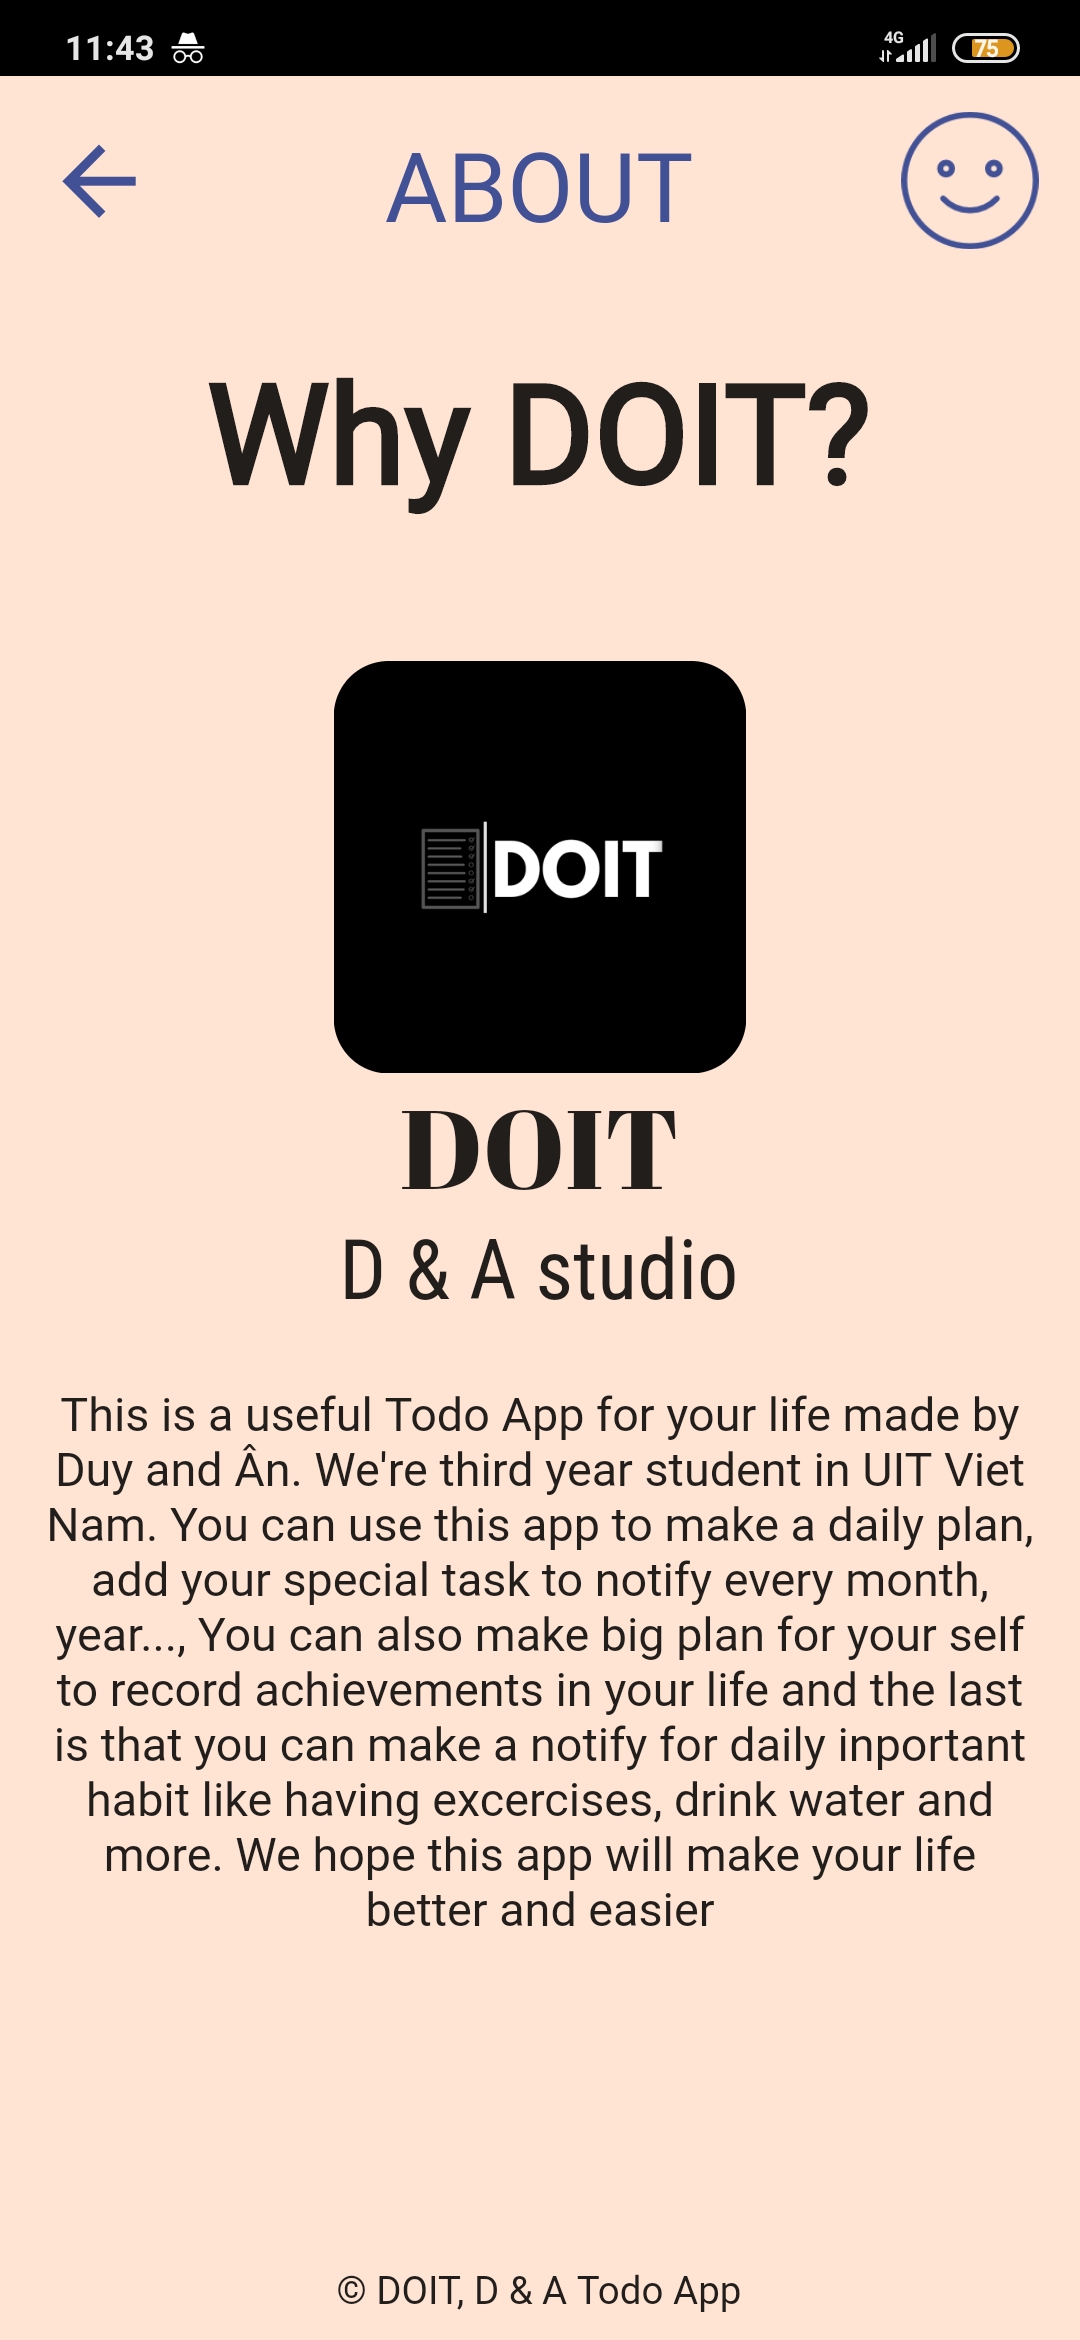 11:43
4G
75
ABOUT
Why DOIT?
DOIT
DOIT
D & A studio
This is a useful Todo App for your life made by
Duy and Ân. We're third year student in UIT Viet
Nam. You can use this app to make a daily plan,
add your special task to notify every month,
year..., You can also make big plan for your self
to record achievements in your life and the last
is that you can make a notify for daily inportant
habit like having excercises, drink water and
more. We hope this app will make your life
better and easier
© DOIT, D & A Todo App